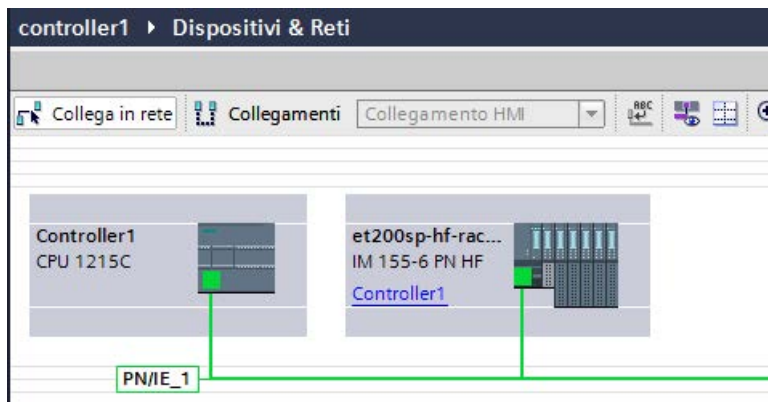 controller1 ▸ Dispositivi & Reti
Collega in rete Collegamenti Collegamento HMI
Controller1
CPU 1215C
et200sp-hf-rac...
IM 155-6 PN HF
Controller1
PN/IE_1